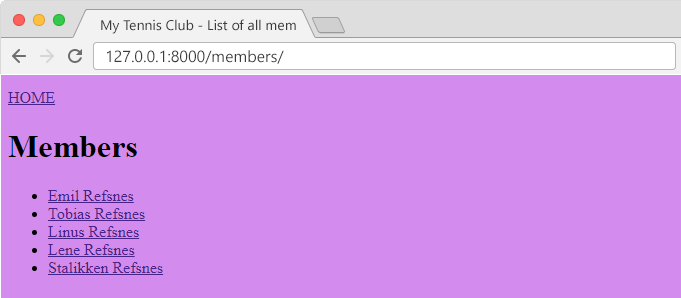 My Tennis Club - List of all mem
127.0.0.1:8000/members/
HOME
Members
Emil Refsnes
Tobias Refsnes
Linus Refsnes
Lene Refsnes
Stalikken Refsnes